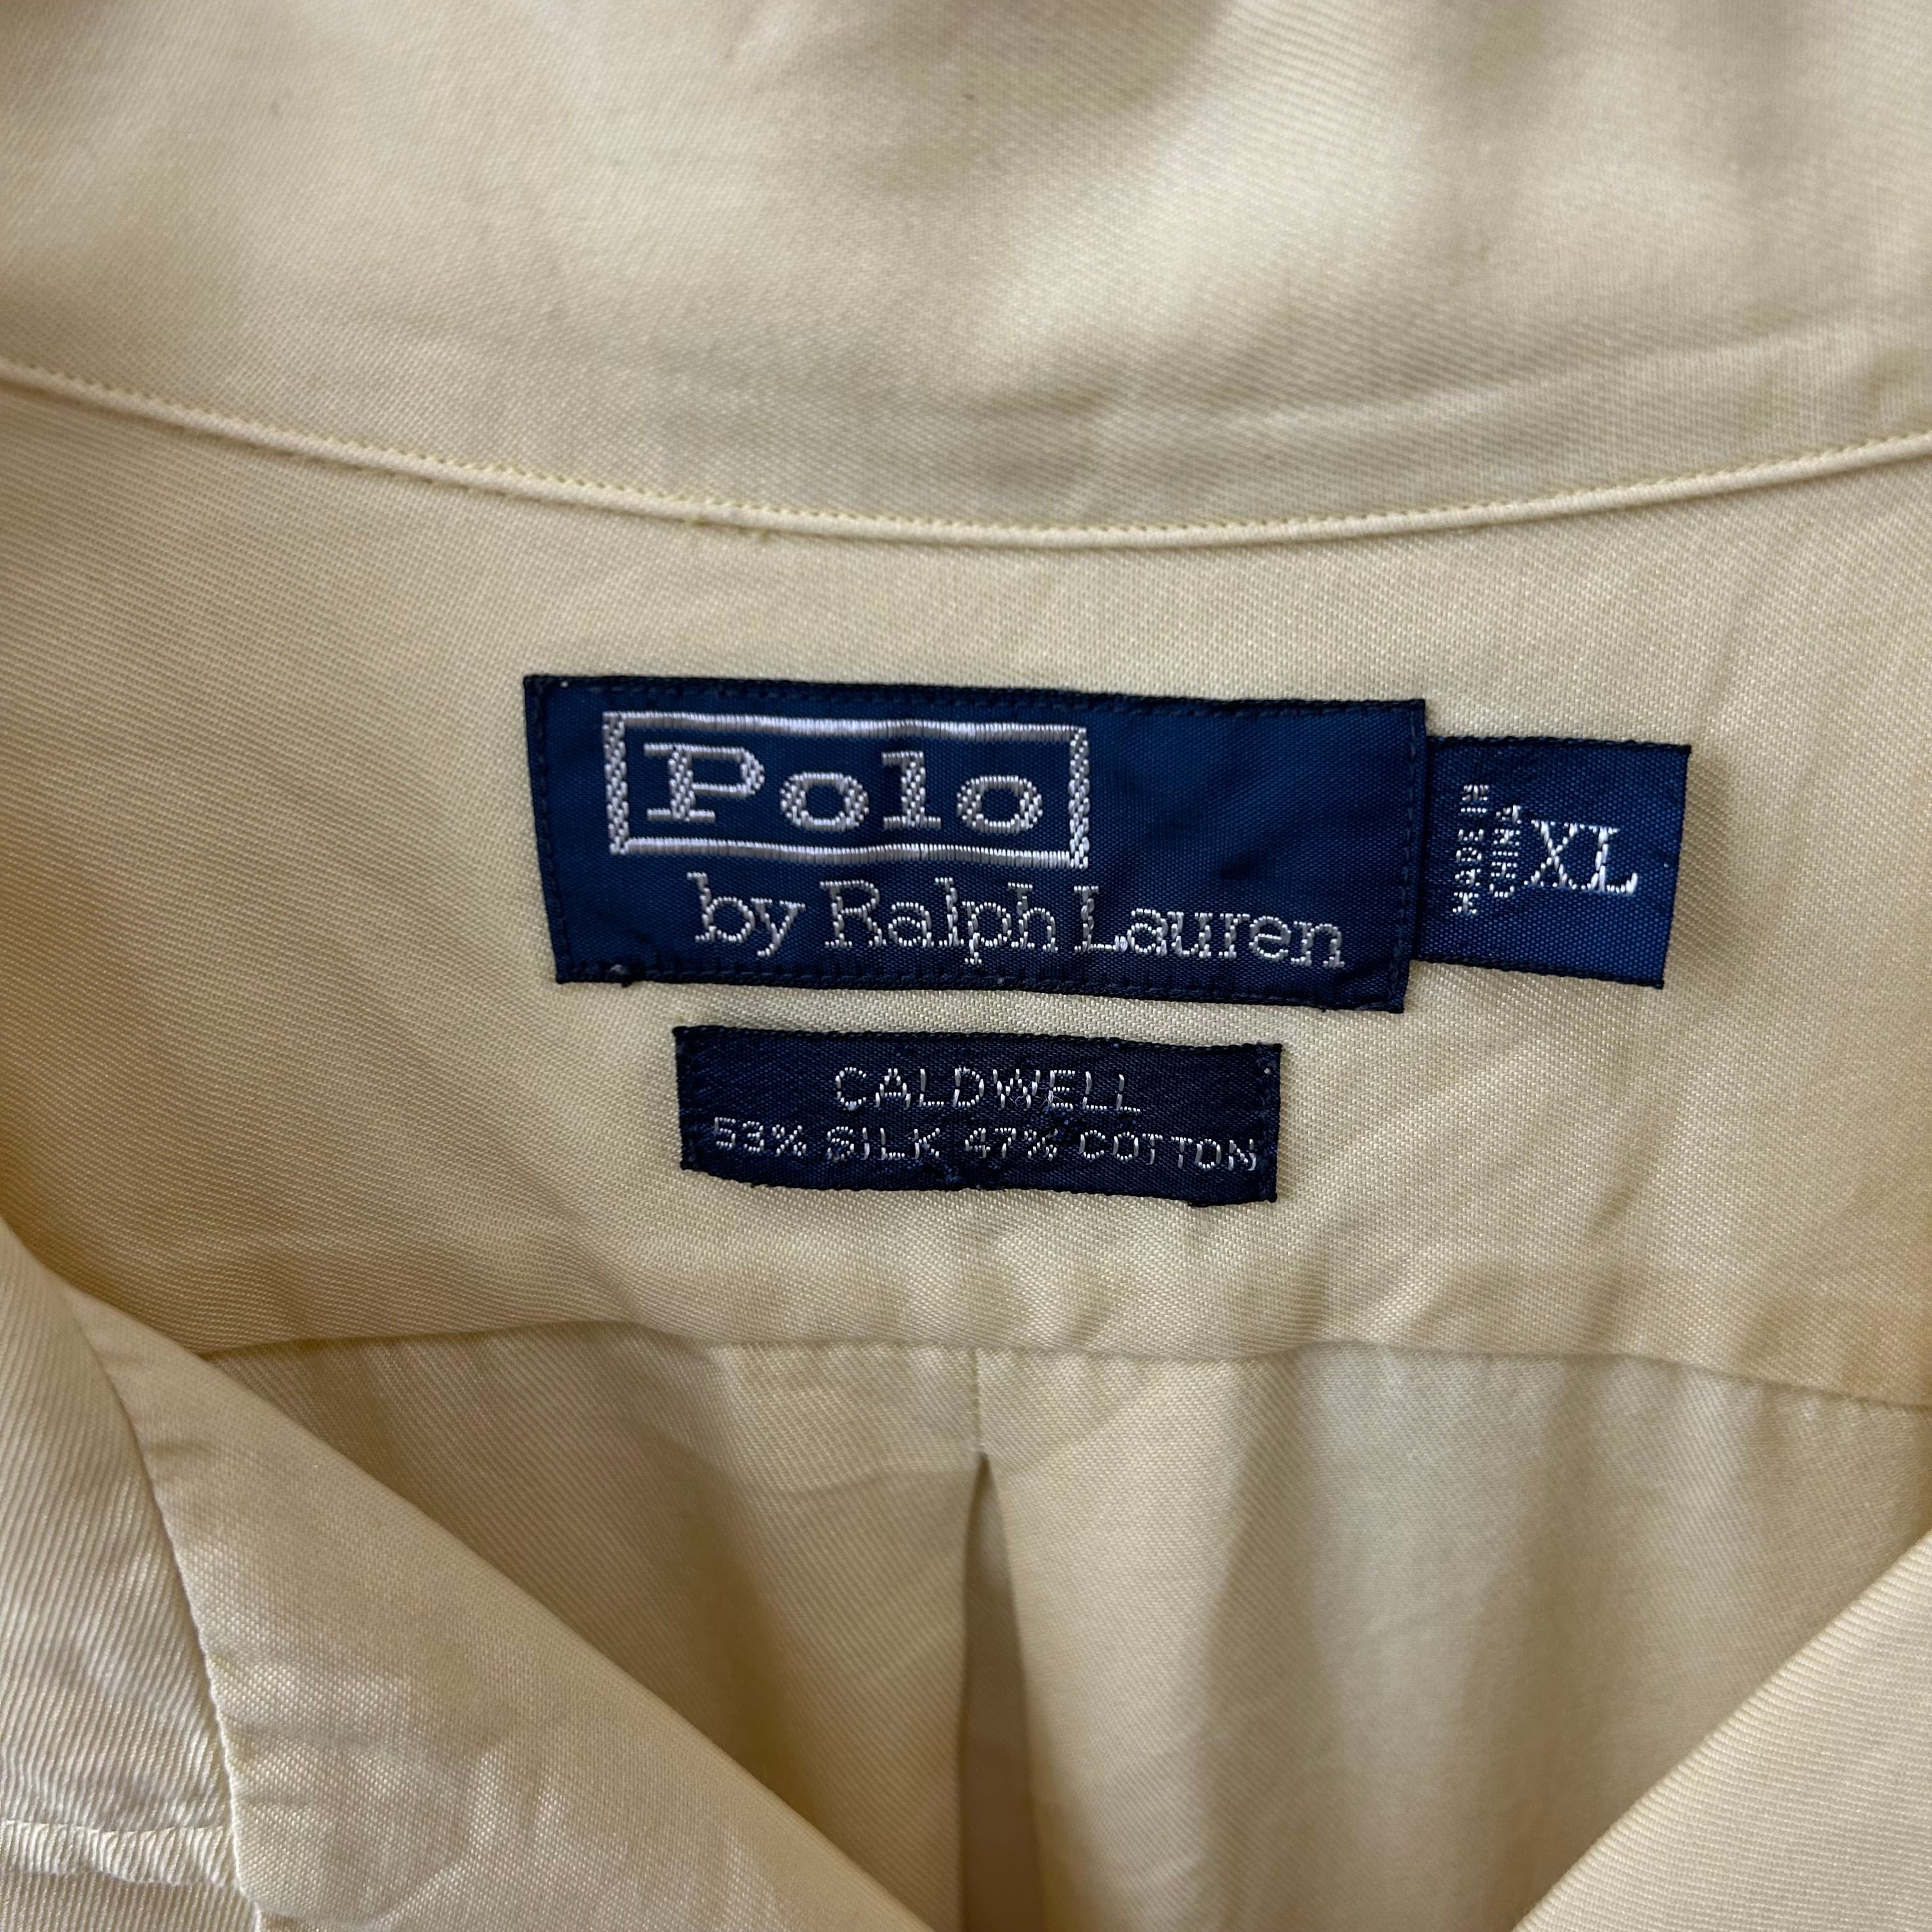 Polo
by Ralph Lauren
MADE IN
CHINA
XL
CALDWELL
53% SILK 47% COTTON